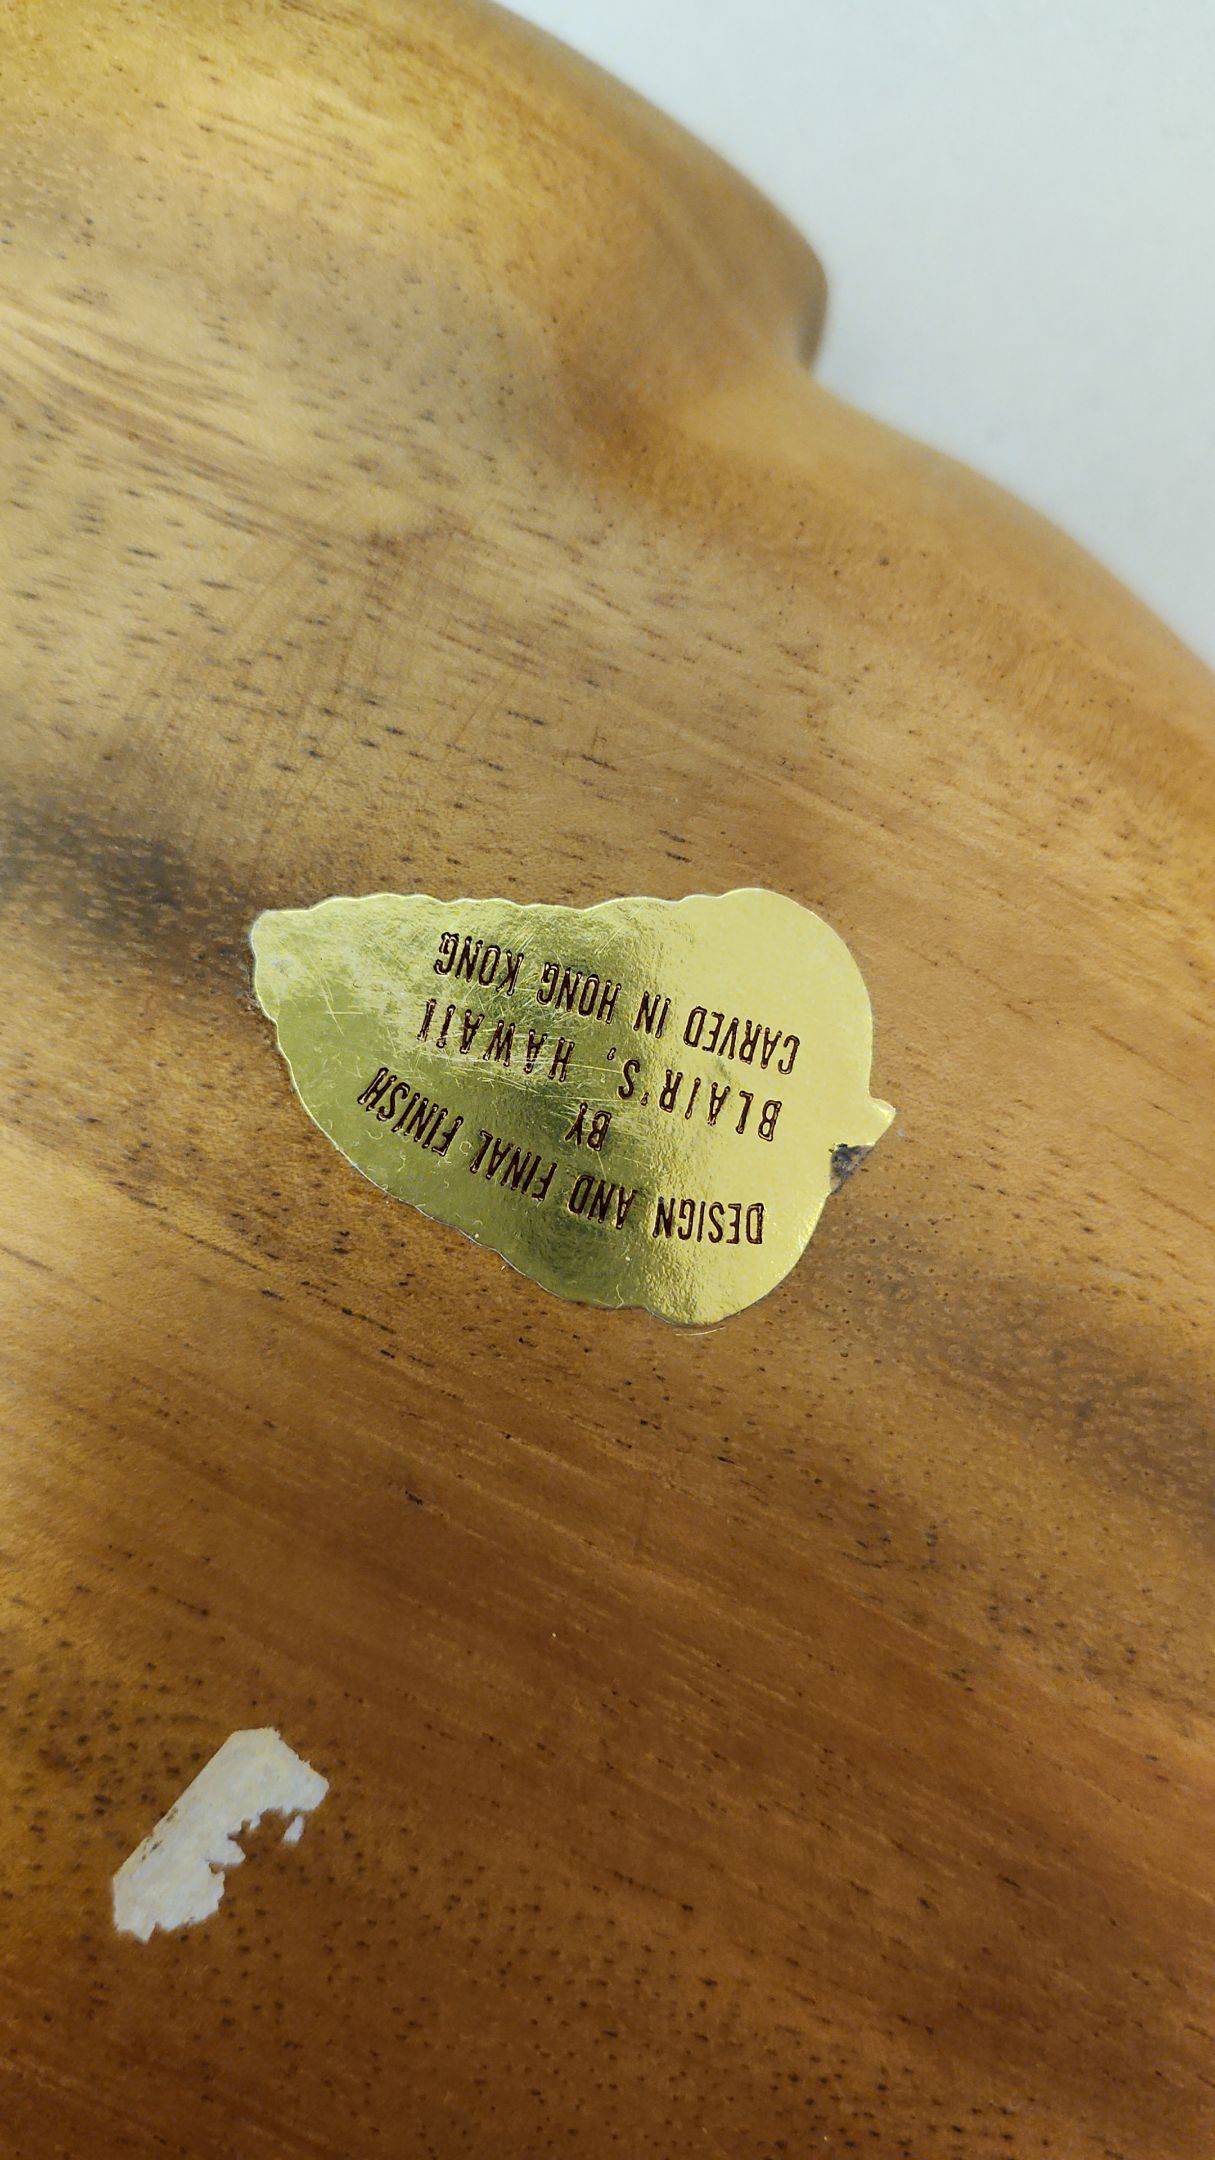 DESIGN AND FINAL FINISH
BY
BLAIR'S, HAWAII
CARVED IN HONG KONG